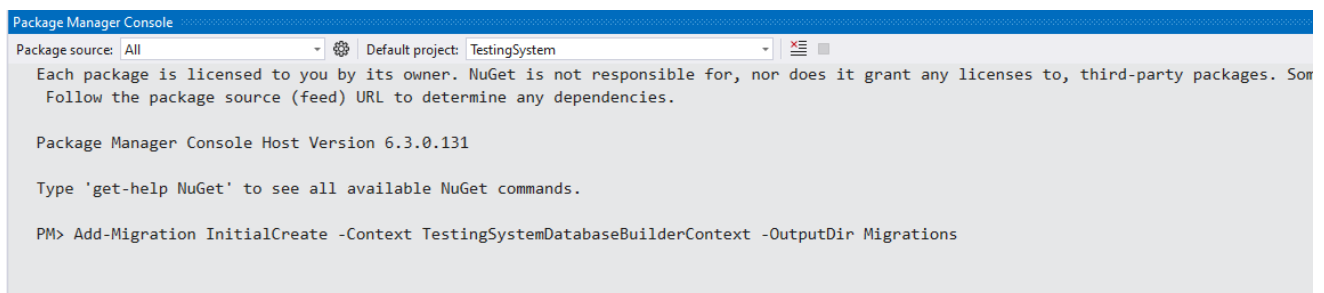 Package Manager Console
Package source: All Default project: TestingSystem
Each package is licensed to you by its owner. NuGet is not responsible for, nor does it grant any licenses to, third-party packages. Som
Follow the package source (feed) URL to determine any dependencies.
Package Manager Console Host Version 6.3.0.131
Type 'get-help NuGet' to see all available NuGet commands.
PM> Add-Migration InitialCreate -Context TestingSystemDatabaseBuilderContext -OutputDir Migrations